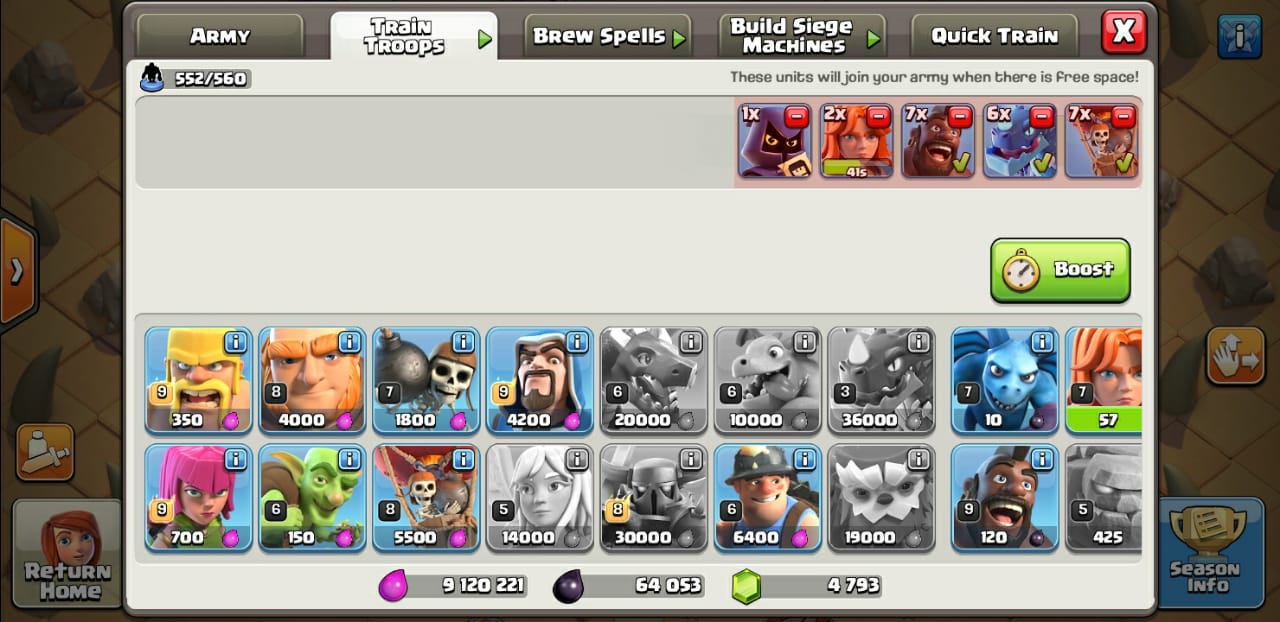 Army
Train
Troops
Brew Spells
Build Siege
Machines
Quick Train
X
i
552/560
These units will join your army when there is free space!
1x
2x
7x
6x
7x
41s
Boost
9
350
8
4000
7
1800
9
4200
6
20000
6
10000
3
36000
7
10
7
57
9
700
6
150
8
5500
5
14000
8
30000
6
6400
19000
9
120
5
425
9 120 221
64 053
4 793
Return
Home
Season
Info